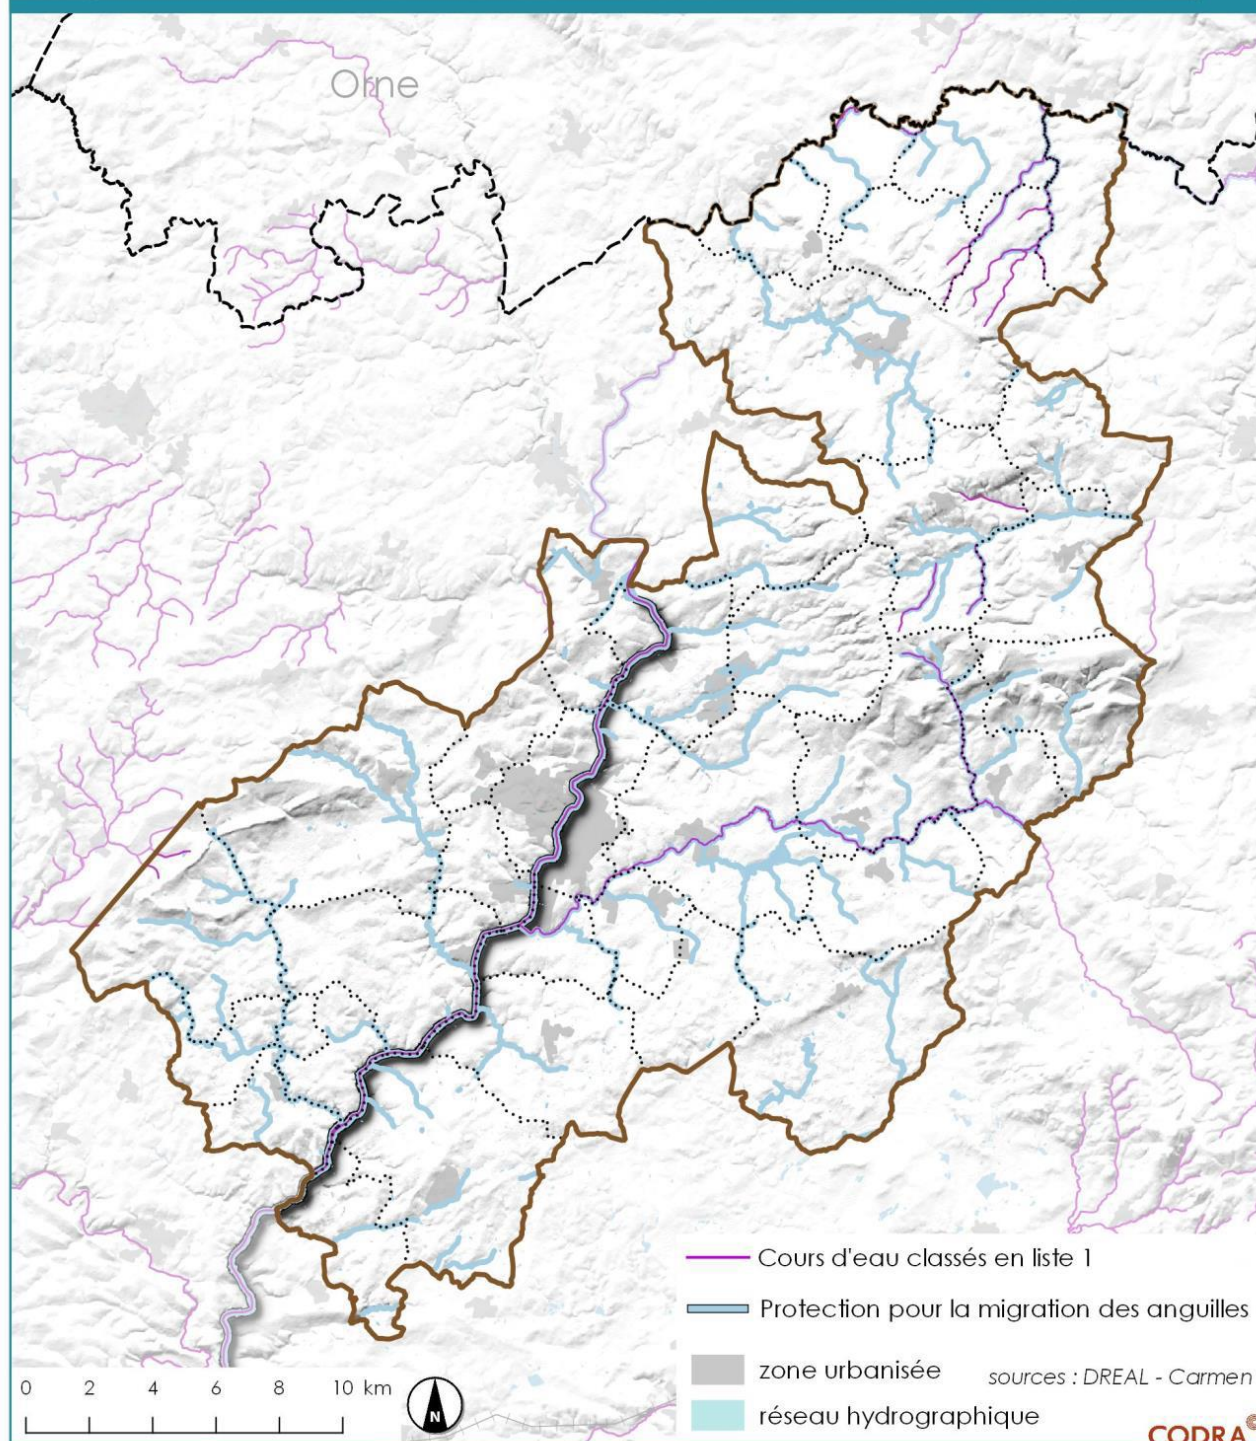 Orne
Cours d'eau classés en liste 1
Protection pour la migration des anguilles
zone urbanisée
sources : DREAL - Carmen
réseau hydrographique
0 2 4 6 8 10 km
N
CODRA